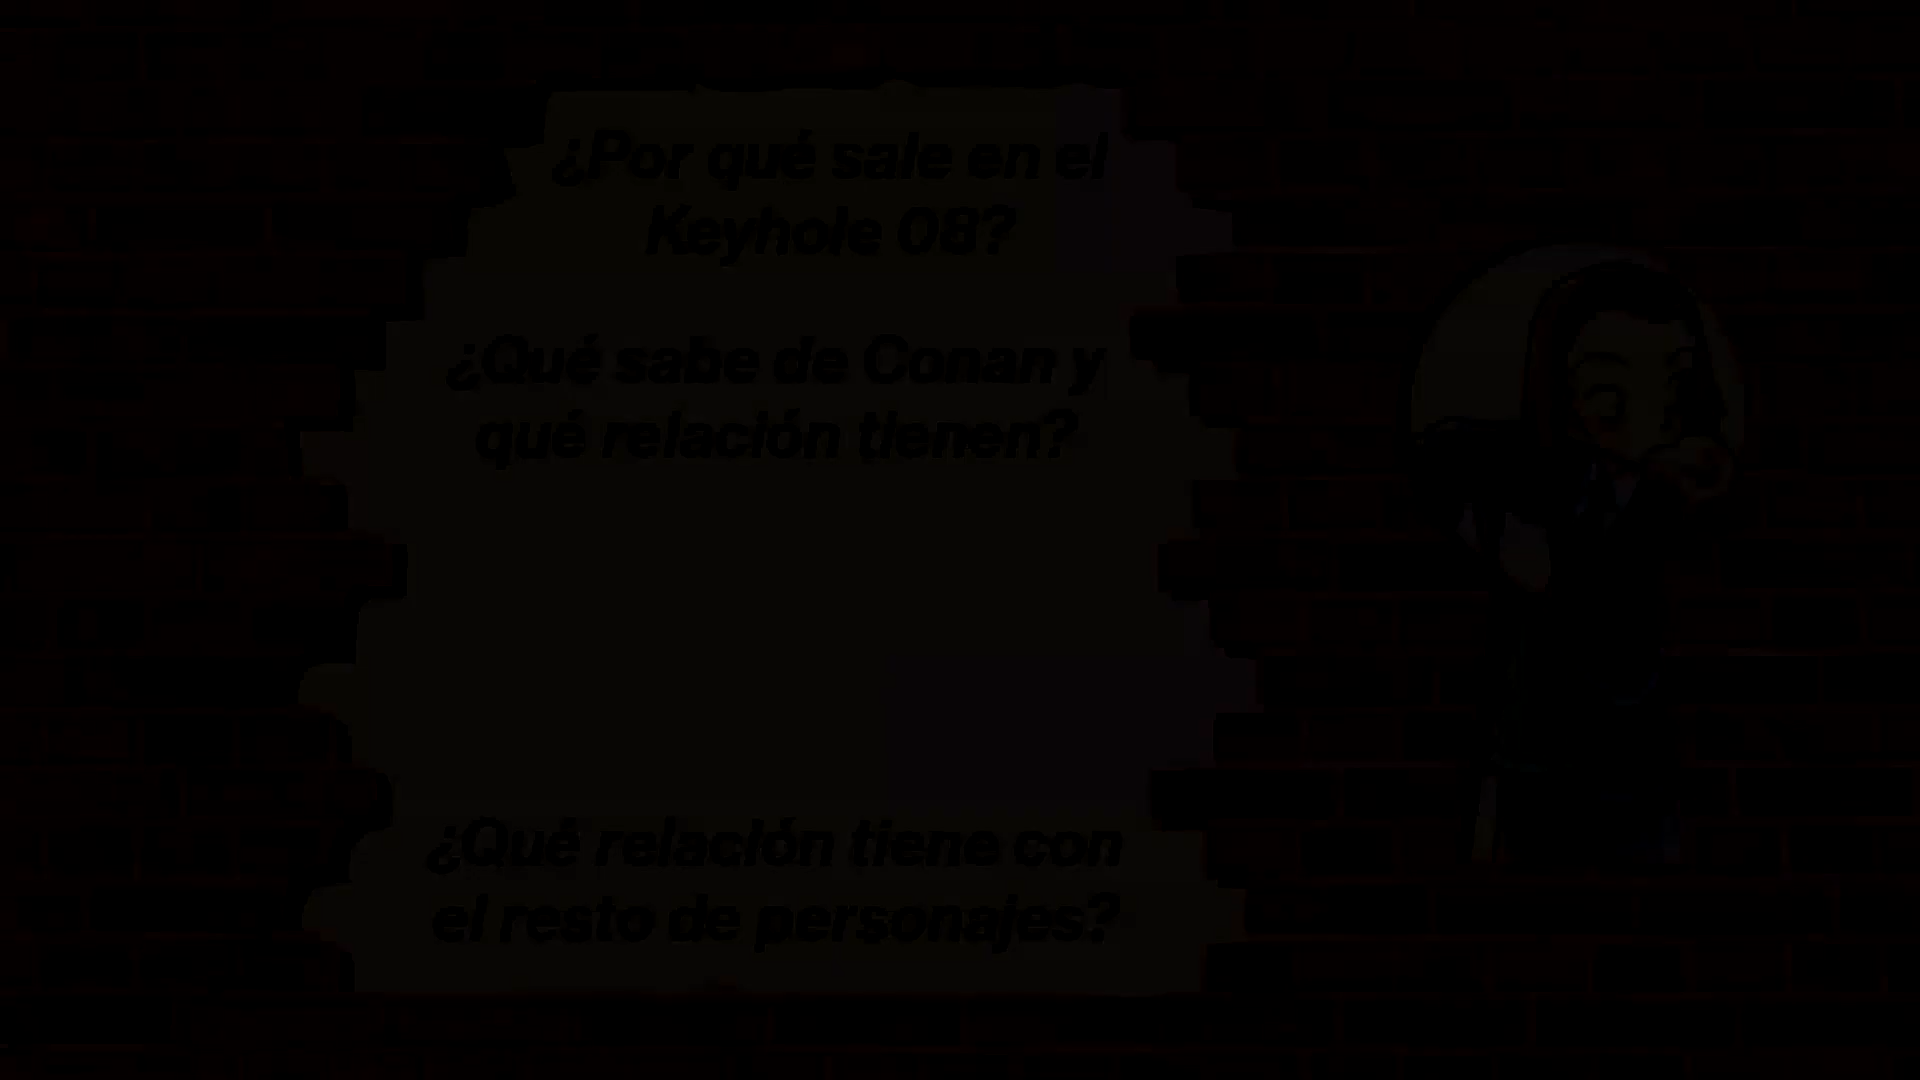 ¿Por qué sale en el
Keyhole 08?
¿Qué sabe de Conan y
qué relación tienen?
¿Qué relación tiene con
el resto de personajes?